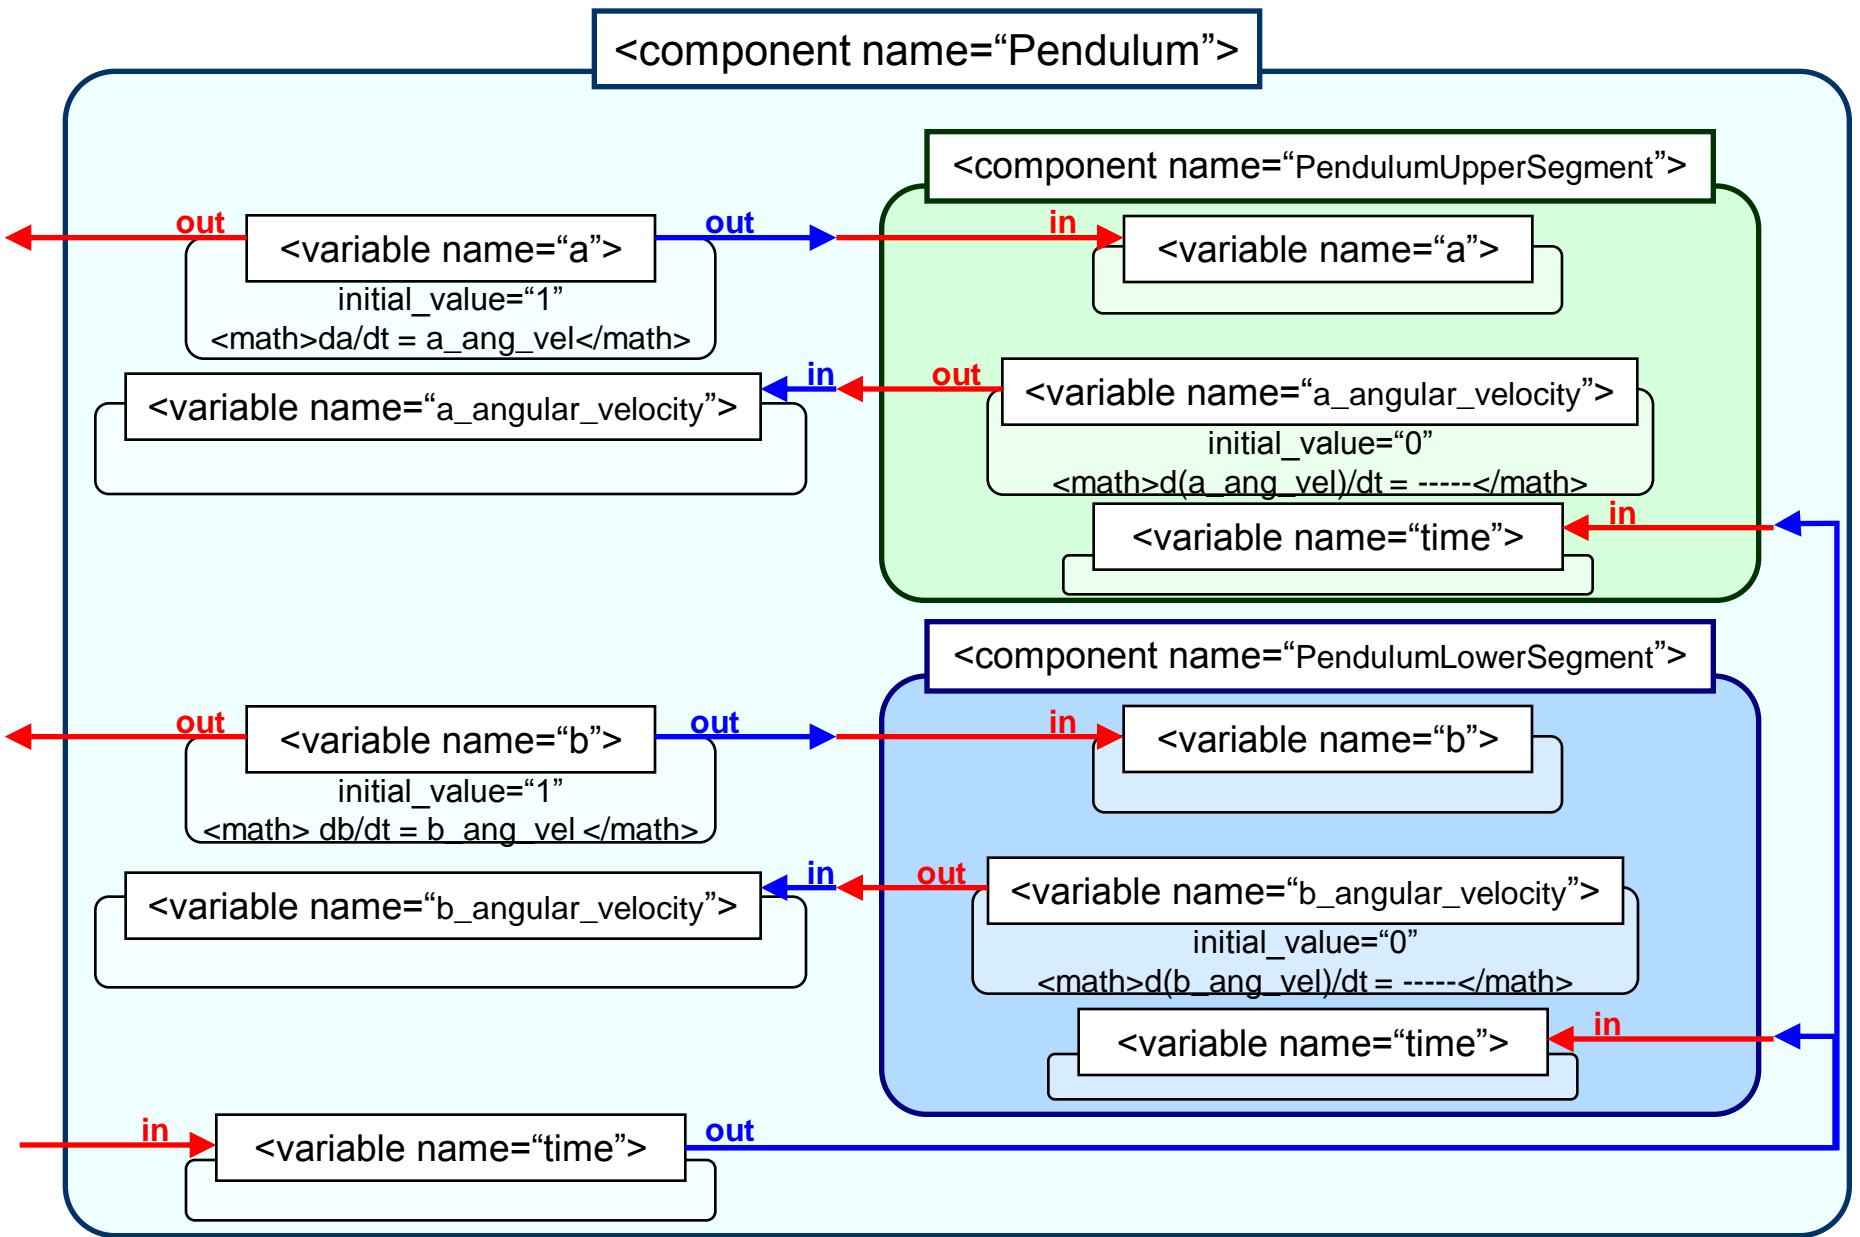 <component name=“Pendulum”>
<component name=“PendulumUpperSegment”>
out
<variable name=“a”>
out
initial_value=“1”
<math>da/dt = a_ang_vel</math>
in
<variable name=“a”>
<variable name=“a_angular_velocity”>
in
out
<variable name=“a_angular_velocity”>
initial_value=“0”
<math>d(a_ang_vel)/dt = -----</math>
<variable name=“time”>
in
<component name=“PendulumLowerSegment”>
out
<variable name=“b”>
out
initial_value=“1”
<math> db/dt = b_ang_vel </math>
in
<variable name=“b”>
<variable name=“b_angular_velocity”>
in
out
<variable name=“b_angular_velocity”>
initial_value=“0”
<math>d(b_ang_vel)/dt = -----</math>
<variable name=“time”>
in
in
<variable name=“time”>
out